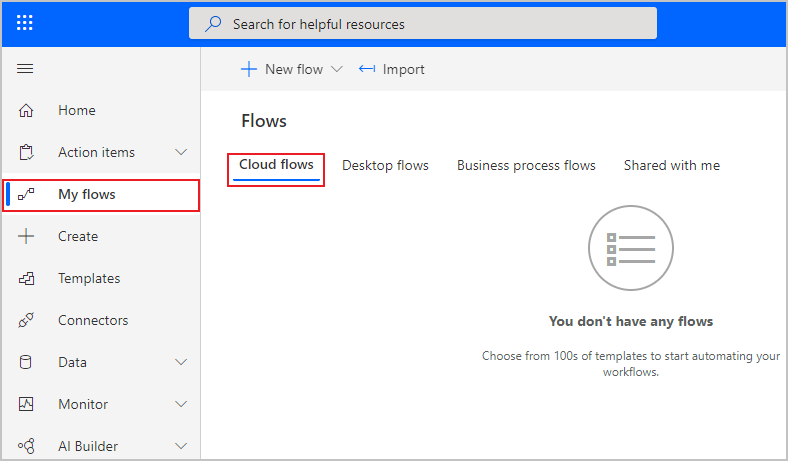 Search for helpful resources
New flow
Import
Home
Action items
My flows
Create
Templates
Connectors
Data
Monitor
AI Builder
Flows
Cloud flows
Desktop flows
Business process flows
Shared with me
You don't have any flows
Choose from 100s of templates to start automating your
workflows.